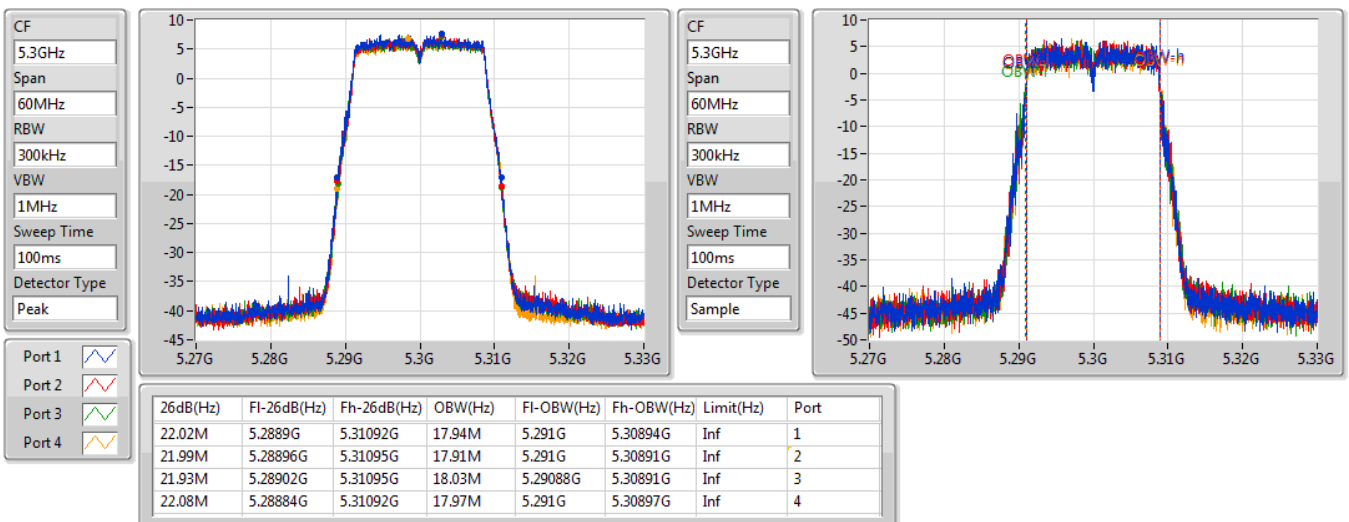 CF
5.3GHz
Span
60MHz
RBW
300kHz
VBW
1MHz
Sweep Time
100ms
Detector Type
Peak
10
5
0
-5
-10
-15
-20
-25
-30
-35
-40
-45
5.27G 5.28G 5.29G 5.3G 5.31G 5.32G 5.33G
CF
5.3GHz
Span
60MHz
RBW
300kHz
VBW
1MHz
Sweep Time
100ms
Detector Type
Sample
10
5
0
-5
-10
-15
-20
-25
-30
-35
-40
-45
-50
OBW-h
5.27G 5.28G 5.29G 5.3G 5.31G 5.32G 5.33G
Port 1
Port 2
Port 3
Port 4
26dB(Hz) Fl-26dB(Hz) Fh-26dB(Hz) OBW(Hz) Fl-OBW(Hz) Fh-OBW(Hz) Limit(Hz) Port
22.02M 5.2889G 5.31092G 17.94M 5.291G 5.30894G Inf 1
21.99M 5.28896G 5.31095G 17.91M 5.291G 5.30891G Inf 2
21.93M 5.28902G 5.31095G 18.03M 5.29088G 5.30891G Inf 3
22.08M 5.28884G 5.31092G 17.97M 5.291G 5.30897G Inf 4